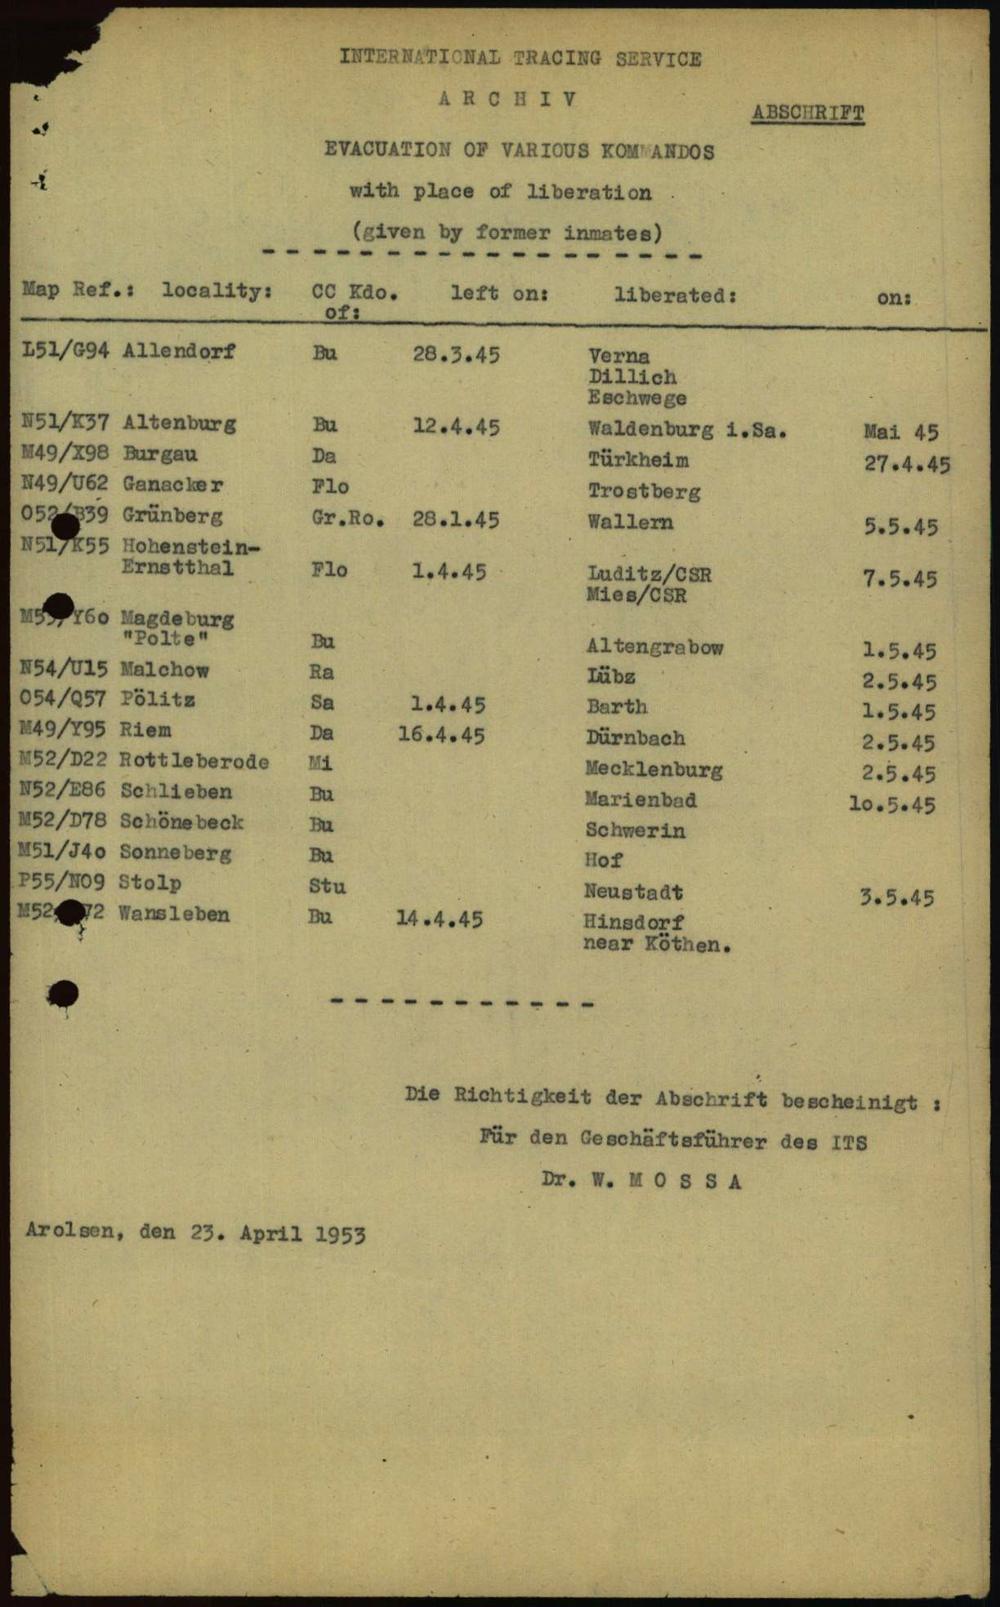 INTERNATIONAL TRACING SERVICE
A R C H I V
ABSCHRIFT
EVACUATION OF VARIOUS KOMMANDOS
with place of liberation
(given by former inmates)
Map Ref.: locality: CC Kdo. of: left on: liberated: on:
L51/G94 Allendorf Bu 28.3.45 Verna
Dillich
Eschwege
N51/K37 Altenburg Bu 12.4.45 Waldenburg i.Sa. Mai 45
M49/X98 Burgau Da Türkheim 27.4.45
N49/U62 Ganacker Flo Trostberg
O52/B39 Grünberg Gr.Ro. 28.1.45 Wallern 5.5.45
N51/K55 Hohenstein-
Ernstthal Flo 1.4.45 Luditz/CSR 7.5.45
Mies/CSR
Y6o Magdeburg
"Polte" Bu Altengrabow 1.5.45
N54/U15 Malchow Ra Lübz 2.5.45
O54/Q57 Pölitz Sa 1.4.45 Barth 1.5.45
M49/Y95 Riem Da 16.4.45 Dürnbach 2.5.45
M52/D22 Rottleberode Mi Mecklenburg 2.5.45
N52/E86 Schlieben Bu Marienbad 1o.5.45
M52/D78 Schönebeck Bu Schwerin
M51/J4o Sonneberg Bu Hof
P55/N09 Stolp Stu Neustadt 3.5.45
M52 72 Wansleben Bu 14.4.45 Hinsdorf
near Köthen.
Die Richtigkeit der Abschrift bescheinigt :
Für den Geschäftsführer des ITS
Dr. W. M O S S A
Arolsen, den 23. April 1953